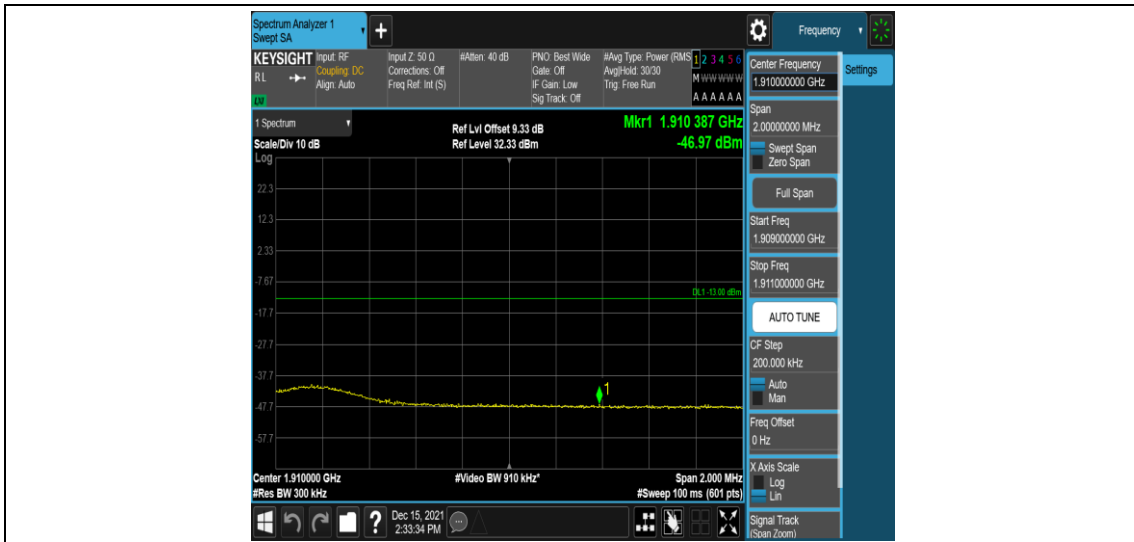 Spectrum Analyzer 1
Swept SA
+
Frequency
KEYSIGHT
RL
LXI
Input: RF
Coupling: DC
Align: Auto
Input Z: 50 Ω
Corrections: Off
Freq Ref: Int (S)
#Atten: 40 dB
PNO: Best Wide
Gate: Off
IF Gain: Low
Sig Track: Off
#Avg Type: Power (RMS
Avg|Hold: 30/30
Trig: Free Run
1 2 3 4 5 6
M W W W W W
A A A A A A
1 Spectrum
Scale/Div 10 dB
Log
Ref Lvl Offset 9.33 dB
Ref Level 32.33 dBm
Mkr1 1.910 387 GHz
-46.97 dBm
22.3
12.3
2.33
-7.67
DL1 -13.00 dBm
-17.7
-27.7
-37.7
1
-47.7
-57.7
Center 1.910000 GHz
#Res BW 300 kHz
#Video BW 910 kHz*
Span 2.000 MHz
#Sweep 100 ms (601 pts)
Dec 15, 2021
2:33:34 PM
?
Center Frequency
1.910000000 GHz
Settings
Span
2.00000000 MHz
Swept Span
Zero Span
Full Span
Start Freq
1.909000000 GHz
Stop Freq
1.911000000 GHz
AUTO TUNE
CF Step
200.000 kHz
Auto
Man
Freq Offset
0 Hz
X Axis Scale
Log
Lin
Signal Track
(Span Zoom)